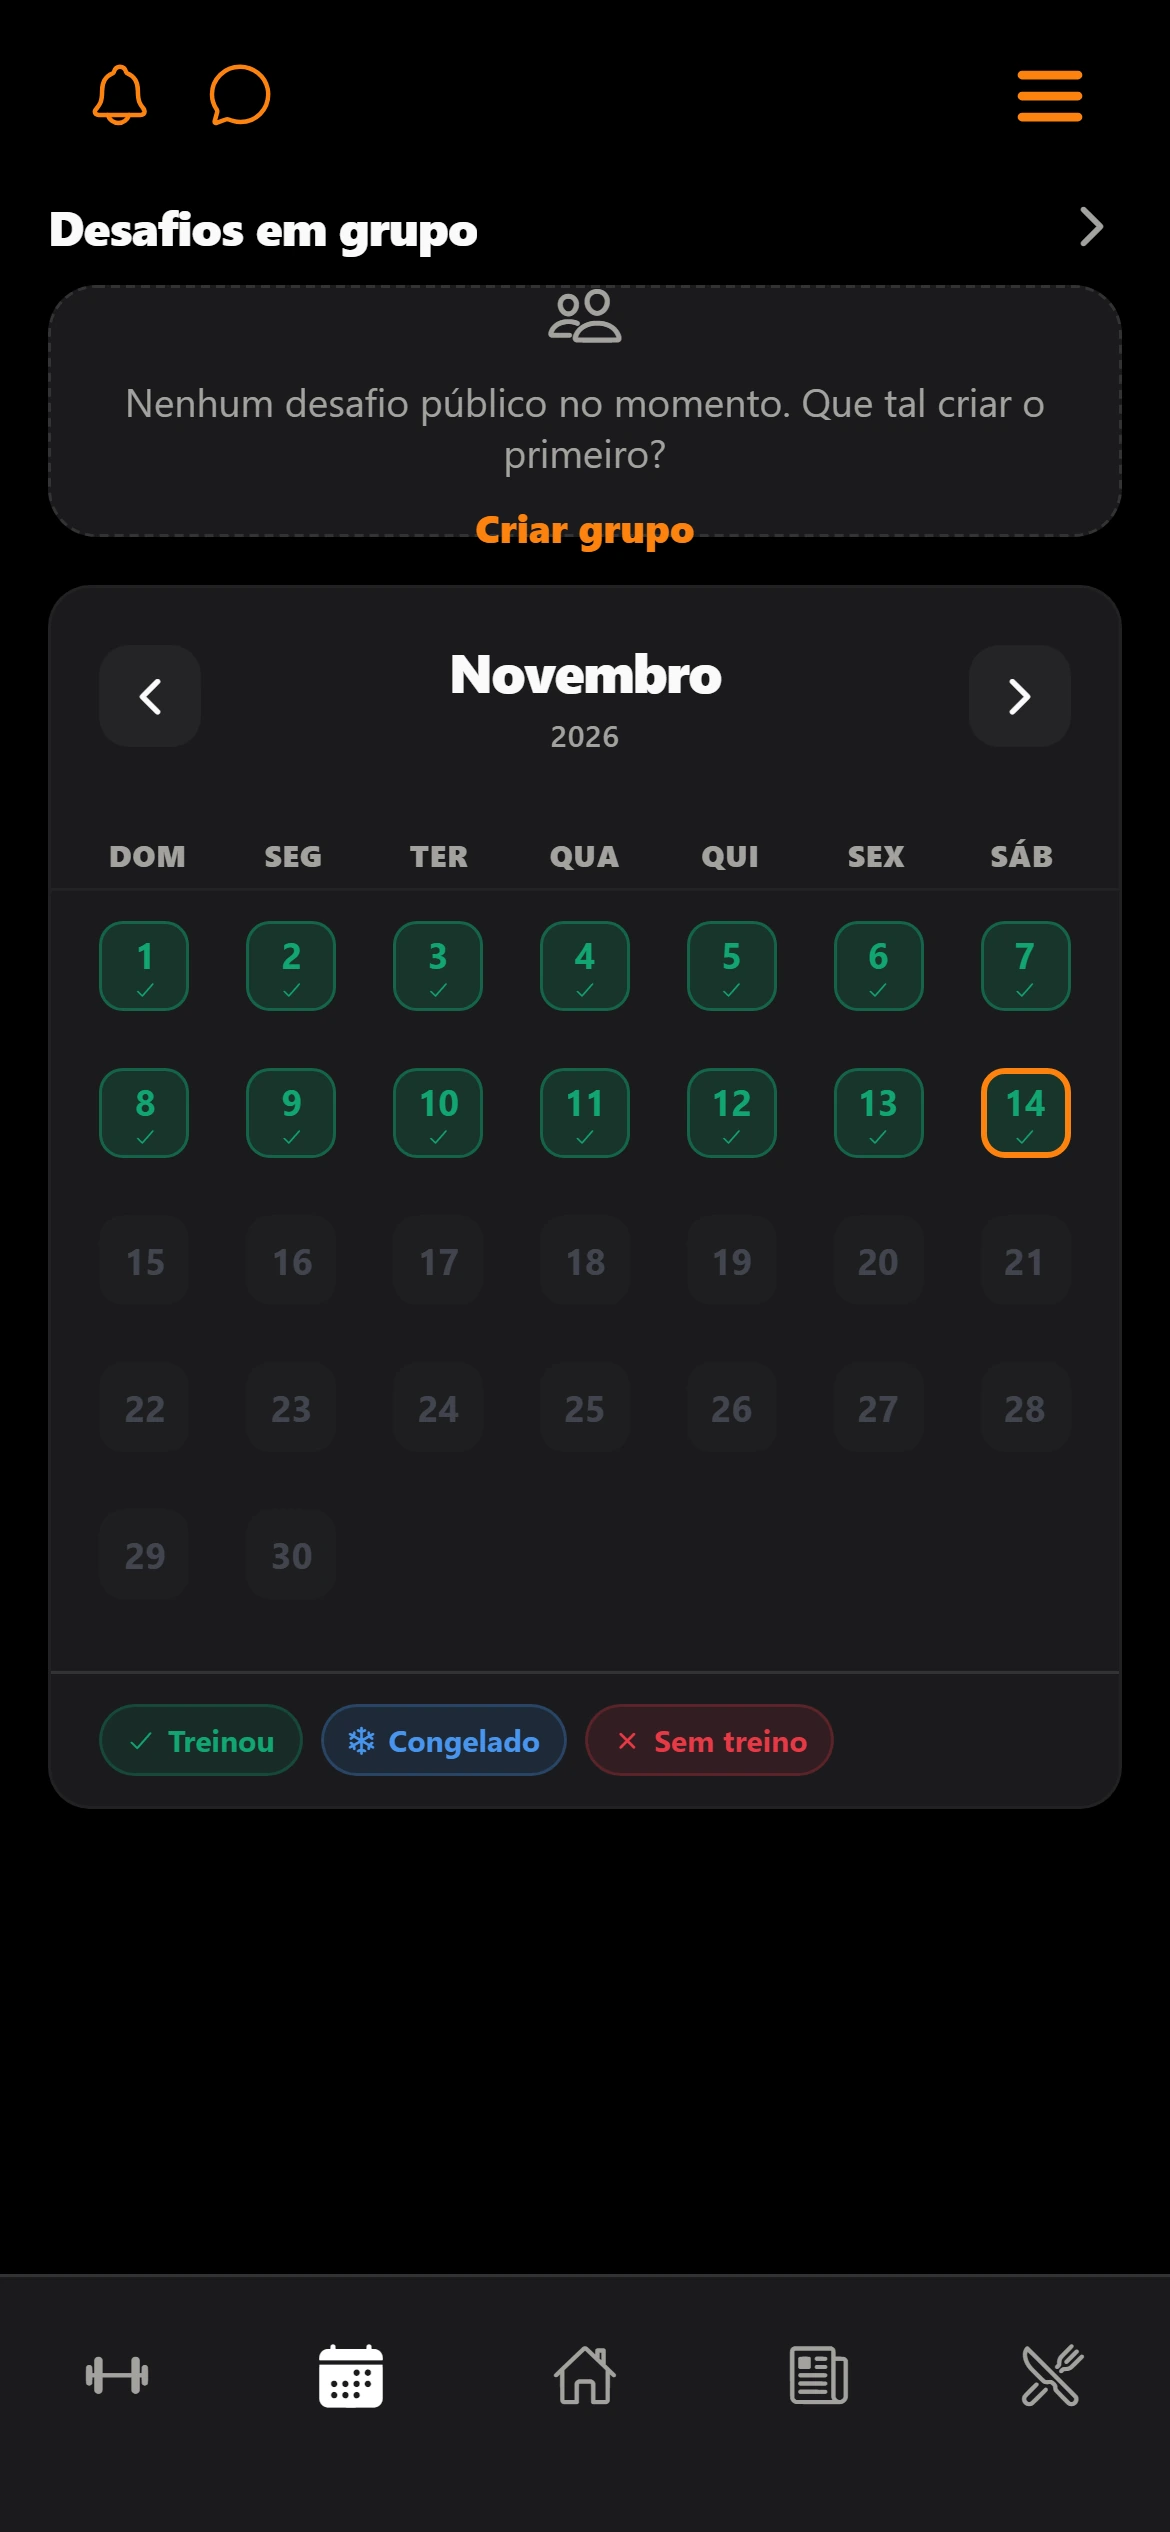 Desafios em grupo
Nenhum desafio público no momento. Que tal criar o
primeiro?
Criar grupo
Novembro
2026
DOM SEG TER QUA QUI SEX SÁB
1 2 3 4 5 6 7
8 9 10 11 12 13 14
15 16 17 18 19 20 21
22 23 24 25 26 27 28
29 30
Treinou Congelado Sem treino